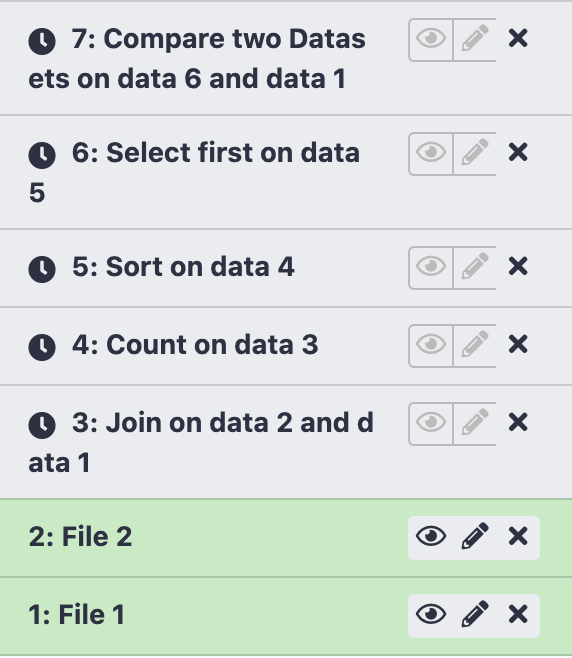 7: Compare two Datas
ets on data 6 and data 1
6: Select first on data
5
5: Sort on data 4
4: Count on data 3
3: Join on data 2 and d
ata 1
2: File 2
1: File 1